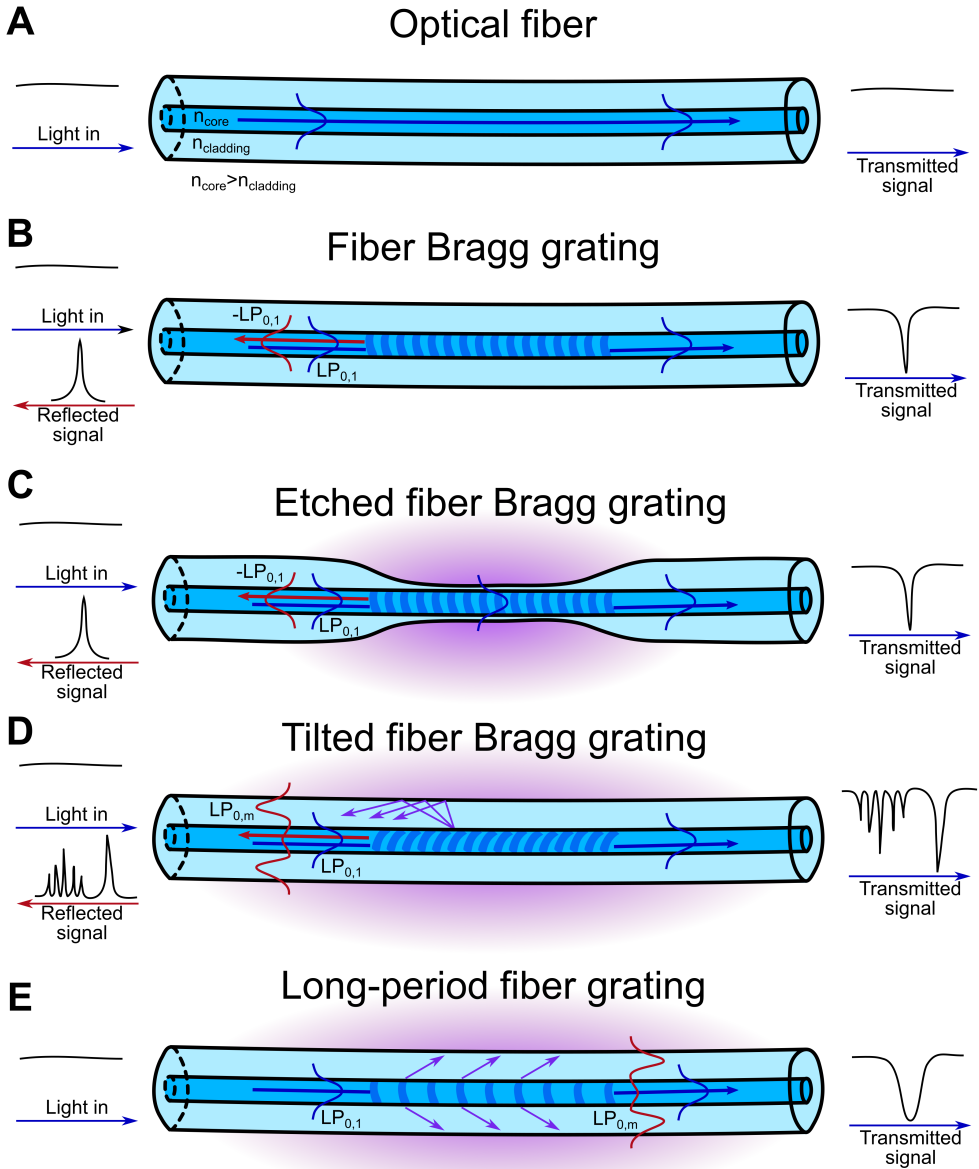 A
Optical fiber
Light in
n_core
n_cladding
n_core>n_cladding
Transmitted
signal
B
Fiber Bragg grating
Light in
-LP_0,1
LP_0,1
Reflected
signal
Transmitted
signal
C
Etched fiber Bragg grating
Light in
-LP_0,1
LP_0,1
Reflected
signal
Transmitted
signal
D
Tilted fiber Bragg grating
Light in
LP_0,m
LP_0,1
Reflected
signal
Transmitted
signal
E
Long-period fiber grating
Light in
LP_0,1
LP_0,m
Transmitted
signal